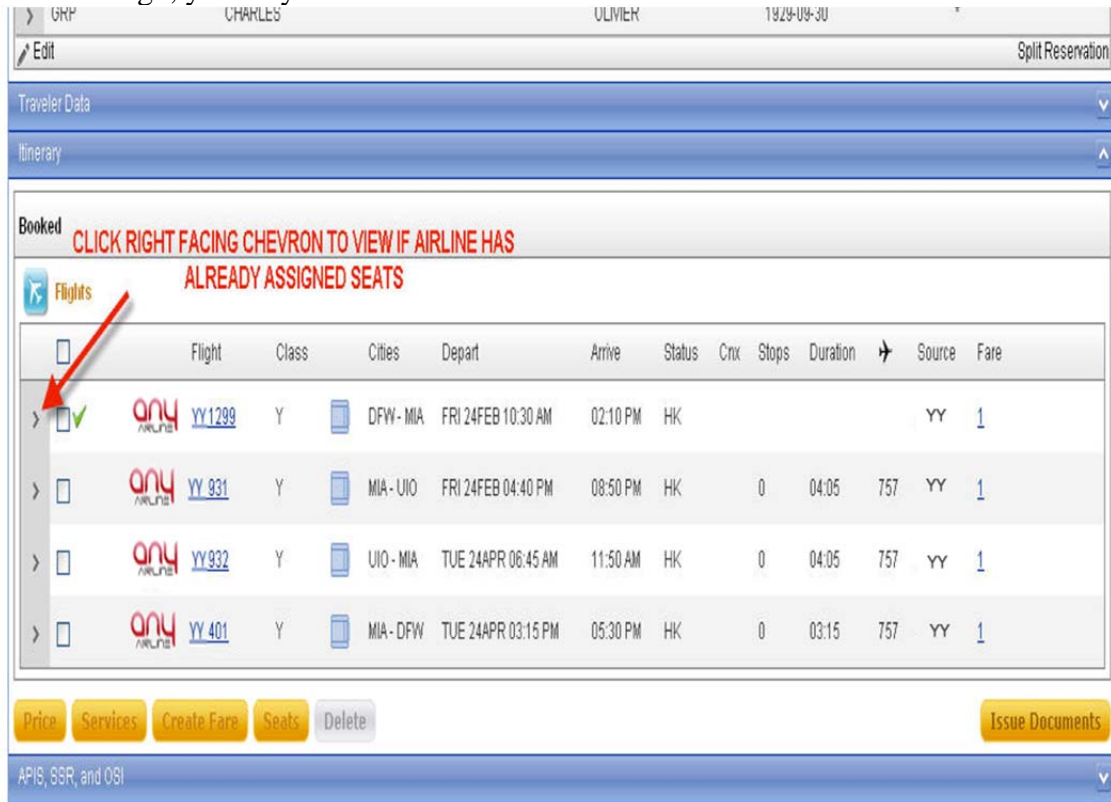 GRP CHARLES OLIVIER 1929-09-30 *
Edit Split Reservation
Traveler Data
Itinerary
Booked
CLICK RIGHT FACING CHEVRON TO VIEW IF AIRLINE HAS
ALREADY ASSIGNED SEATS
Flights
Flight Class Cities Depart Arrive Status Cnx Stops Duration Source Fare
any AIRLINE YY 1299 Y DFW - MIA FRI 24FEB 10:30 AM 02:10 PM HK YY 1
any AIRLINE YY 931 Y MIA - UIO FRI 24FEB 04:40 PM 08:50 PM HK 0 04:05 757 YY 1
any AIRLINE YY 932 Y UIO - MIA TUE 24APR 06:45 AM 11:50 AM HK 0 04:05 757 YY 1
any AIRLINE YY 401 Y MIA - DFW TUE 24APR 03:15 PM 05:30 PM HK 0 03:15 757 YY 1
Price Services Create Fare Seats Delete Issue Documents
APIS, SSR, and OSI